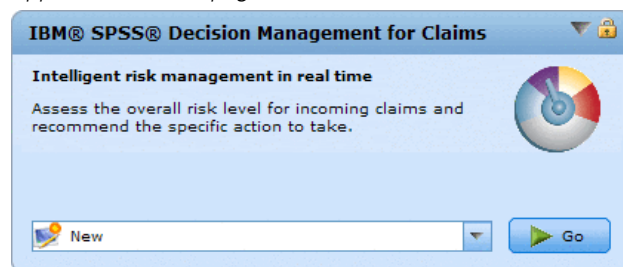 IBM® SPSS® Decision Management for Claims
Intelligent risk management in real time
Assess the overall risk level for incoming claims and
recommend the specific action to take.
New
Go